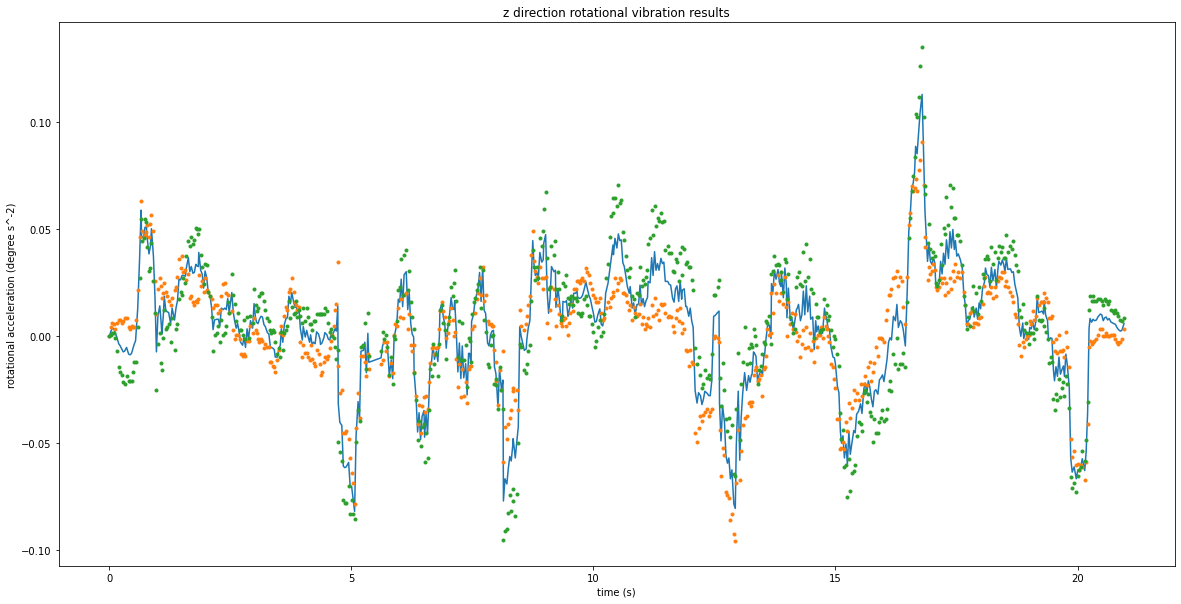 z direction rotational vibration results
rotational acceleration (degree s^-2)
0.10
0.05
0.00
−0.05
−0.10
0 5 10 15 20
time (s)